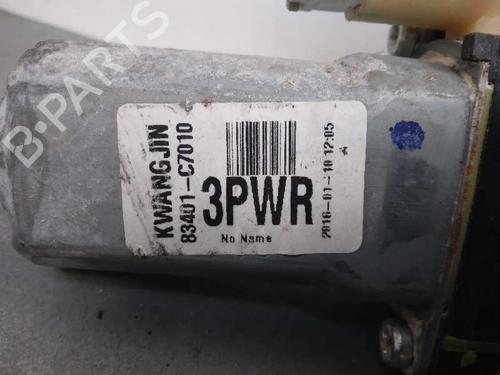 KWANGJIN
83401-C7010
3PWR
No Name
2016-01-10 12:05
A
B-PARTS